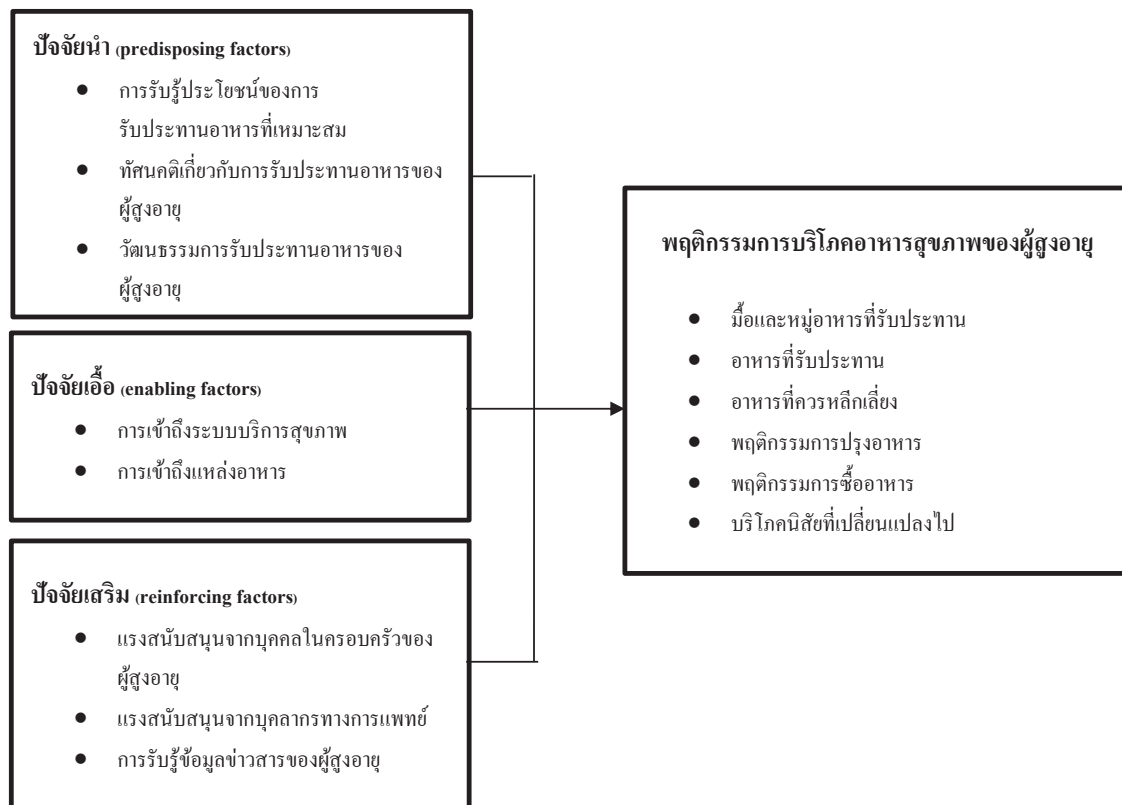 ปัจจัยนำ (predisposing factors)
● การรับรู้ประโยชน์ของการ
รับประทานอาหารที่เหมาะสม
● ทัศนคติเกี่ยวกับการรับประทานอาหารของ
ผู้สูงอายุ
● วัฒนธรรมการรับประทานอาหารของ
ผู้สูงอายุ
ปัจจัยเอื้อ (enabling factors)
● การเข้าถึงระบบบริการสุขภาพ
● การเข้าถึงแหล่งอาหาร
ปัจจัยเสริม (reinforcing factors)
● แรงสนับสนุนจากบุคคลในครอบครัวของ
ผู้สูงอายุ
● แรงสนับสนุนจากบุคลากรทางการแพทย์
● การรับรู้ข้อมูลข่าวสารของผู้สูงอายุ
พฤติกรรมการบริโภคอาหารสุขภาพของผู้สูงอายุ
● มื้อและหมู่อาหารที่รับประทาน
● อาหารที่รับประทาน
● อาหารที่ควรหลีกเลี่ยง
● พฤติกรรมการปรุงอาหาร
● พฤติกรรมการซื้ออาหาร
● บริโภคนิสัยที่เปลี่ยนแปลงไป